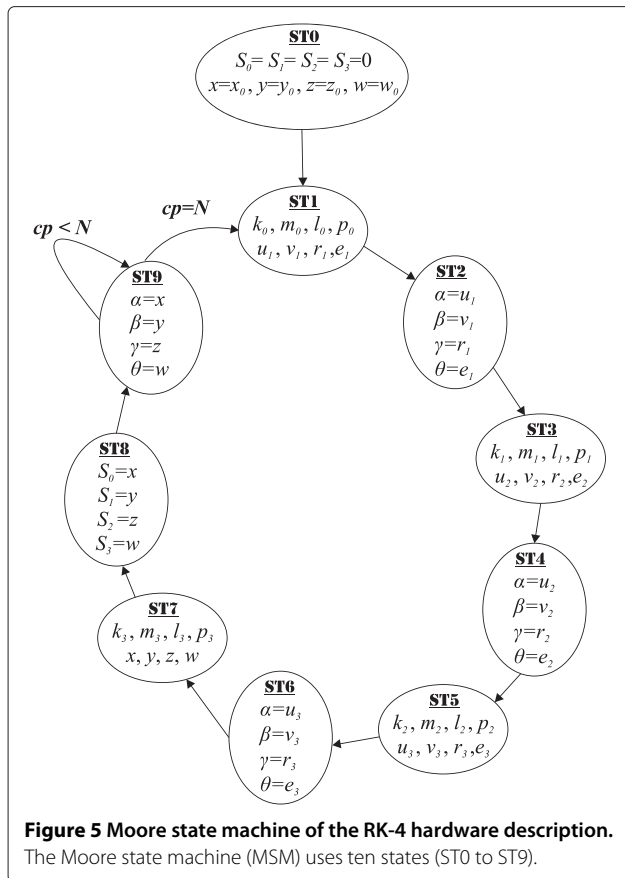 ST0
S₀= S₁= S₂= S₃=0
x=x₀, y=y₀, z=z₀, w=w₀
cp=N
cp < N
ST1
k₀, m₀, l₀, p₀
u₁, v₁, r₁,e₁
ST9
α=x
β=y
γ=z
θ=w
ST2
α=u₁
β=v₁
γ=r₁
θ=e₁
ST3
k₁, m₁, l₁, p₁
u₂, v₂, r₂,e₂
ST8
S₀=x
S₁=y
S₂=z
S₃=w
ST4
α=u₂
β=v₂
γ=r₂
θ=e₂
ST7
k₃, m₃, l₃, p₃
x, y, z, w
ST6
α=u₃
β=v₃
γ=r₃
θ=e₃
ST5
k₂, m₂, l₂, p₂
u₃, v₃, r₃,e₃
Figure 5 Moore state machine of the RK-4 hardware description.
The Moore state machine (MSM) uses ten states (ST0 to ST9).